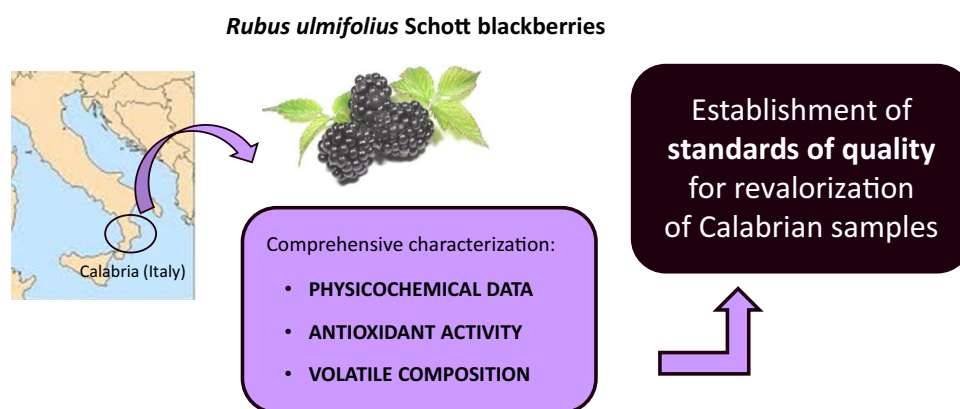 Rubus ulmifolius Schott blackberries
Calabria (Italy)
Comprehensive characterization:
• PHYSICOCHEMICAL DATA
• ANTIOXIDANT ACTIVITY
• VOLATILE COMPOSITION
Establishment of
standards of quality
for revalorization
of Calabrian samples